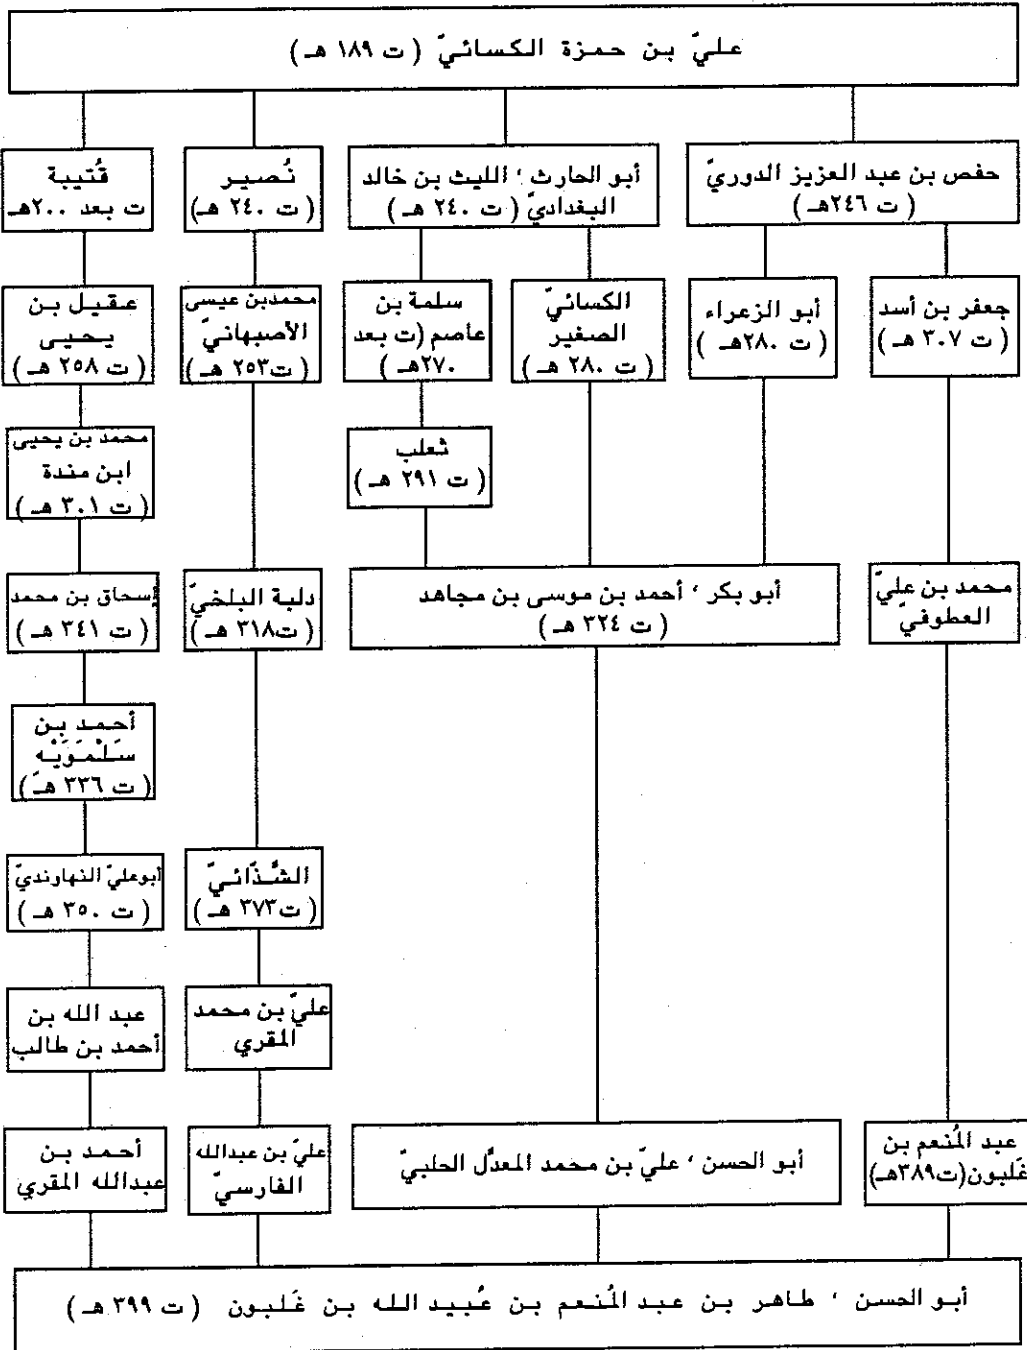 عليّ بن حمزة الكسائيّ ( ت ١٨٩ هـ )
حفص بن عبد العزيز الدوريّ
( ت ٢٤٦هـ )
أبو الحارث ، الليث بن خالد
البغداديّ ( ت ٢٤٠ هـ )
نُصير
( ت ٢٤٠ هـ )
قُتيبة
ت بعد ٢٠٠هـ
جعفر بن أسد
( ت ٣٠٧ هـ )
أبو الزعراء
( ت ٢٨٠هـ )
الكسائيّ
الصغير
( ت ٢٨٠ هـ )
سلمة بن
عاصم (ت بعد
٢٧٠هـ )
محمدبن عيسى
الأصبهانيّ
( ت٢٥٣ هـ )
عقيل بن
يحيى
( ت ٢٥٨ هـ )
ثعلب
( ت ٢٩١ هـ )
محمد بن يحيى
ابن مندة
( ت ٣٠١ هـ )
محمد بن عليّ
العطوفيّ
أبو بكر ، أحمد بن موسى بن مجاهد
( ت ٣٢٤ هـ )
دلبة البلخيّ
( ت٣١٨ هـ )
إسحاق بن محمد
( ت ٣٤١ هـ )
أحمد بن
سَلْمَوَيْه
( ت ٣٣٦ هـ )
الشَّذَائيّ
( ت٣٧٣ هـ )
أبوعليّ النهاونديّ
( ت ٣٥٠ هـ )
عليّ بن محمد
المقري
عبد الله بن
أحمد بن طالب
عبد المُنعم بن
غَلبون(ت٣٨٩هـ)
أبو الحسن ، عليّ بن محمد المعدّل الحلبيّ
عليّ بن عبدالله
الفارسيّ
أحمد بن
عبدالله المقري
أبو الحسن ، طاهر بن عبد المُنعم بن عُبيد الله بن غَلبون ( ت ٣٩٩ هـ )